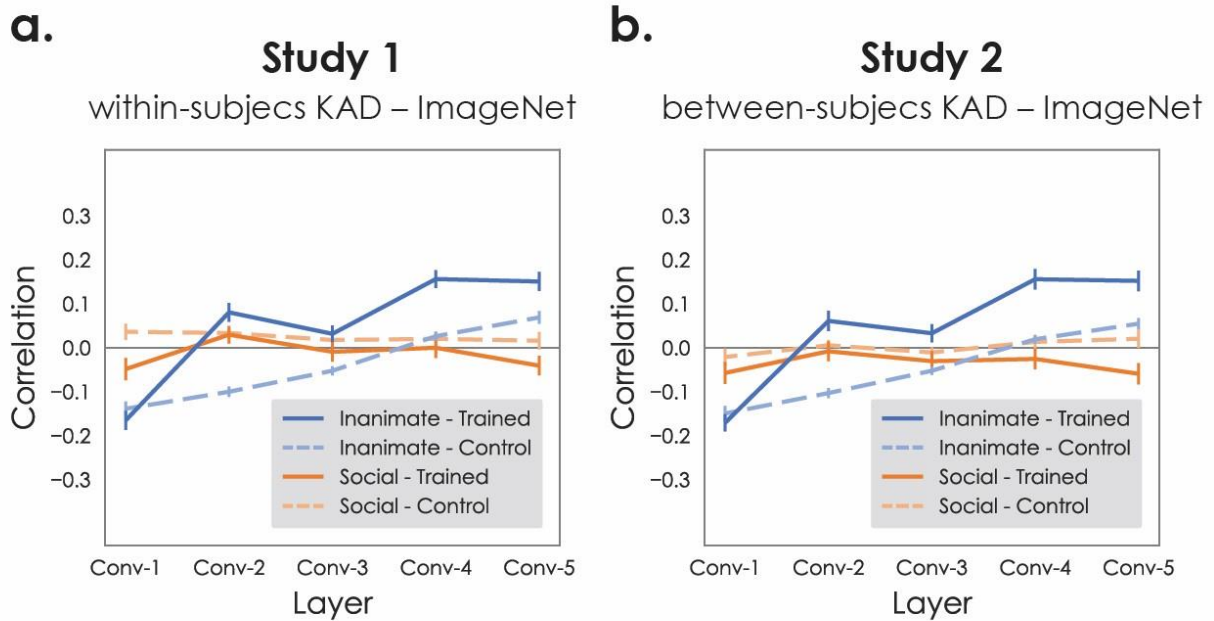 a.
Study 1
within-subjecs KAD – ImageNet
Correlation
0.3
0.2
0.1
0.0
−0.1
−0.2
−0.3
Inanimate - Trained
Inanimate - Control
Social - Trained
Social - Control
Conv-1 Conv-2 Conv-3 Conv-4 Conv-5
Layer
b.
Study 2
between-subjecs KAD – ImageNet
Correlation
0.3
0.2
0.1
0.0
−0.1
−0.2
−0.3
Inanimate - Trained
Inanimate - Control
Social - Trained
Social - Control
Conv-1 Conv-2 Conv-3 Conv-4 Conv-5
Layer